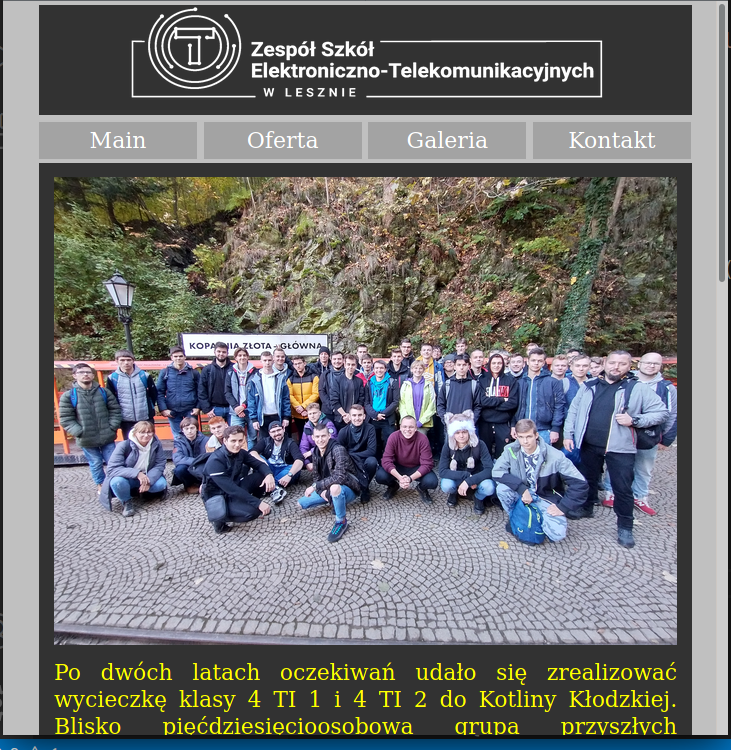 Zespół Szkół
Elektroniczno-Telekomunikacyjnych
W LESZNIE
Main Oferta Galeria Kontakt
KOPALNIA ZŁOTA - GŁÓWNA
Po dwóch latach oczekiwań udało się zrealizować
wycieczkę klasy 4 TI 1 i 4 TI 2 do Kotliny Kłodzkiej.
Blisko pięćdziesięcioosobowa grupa przyszłych